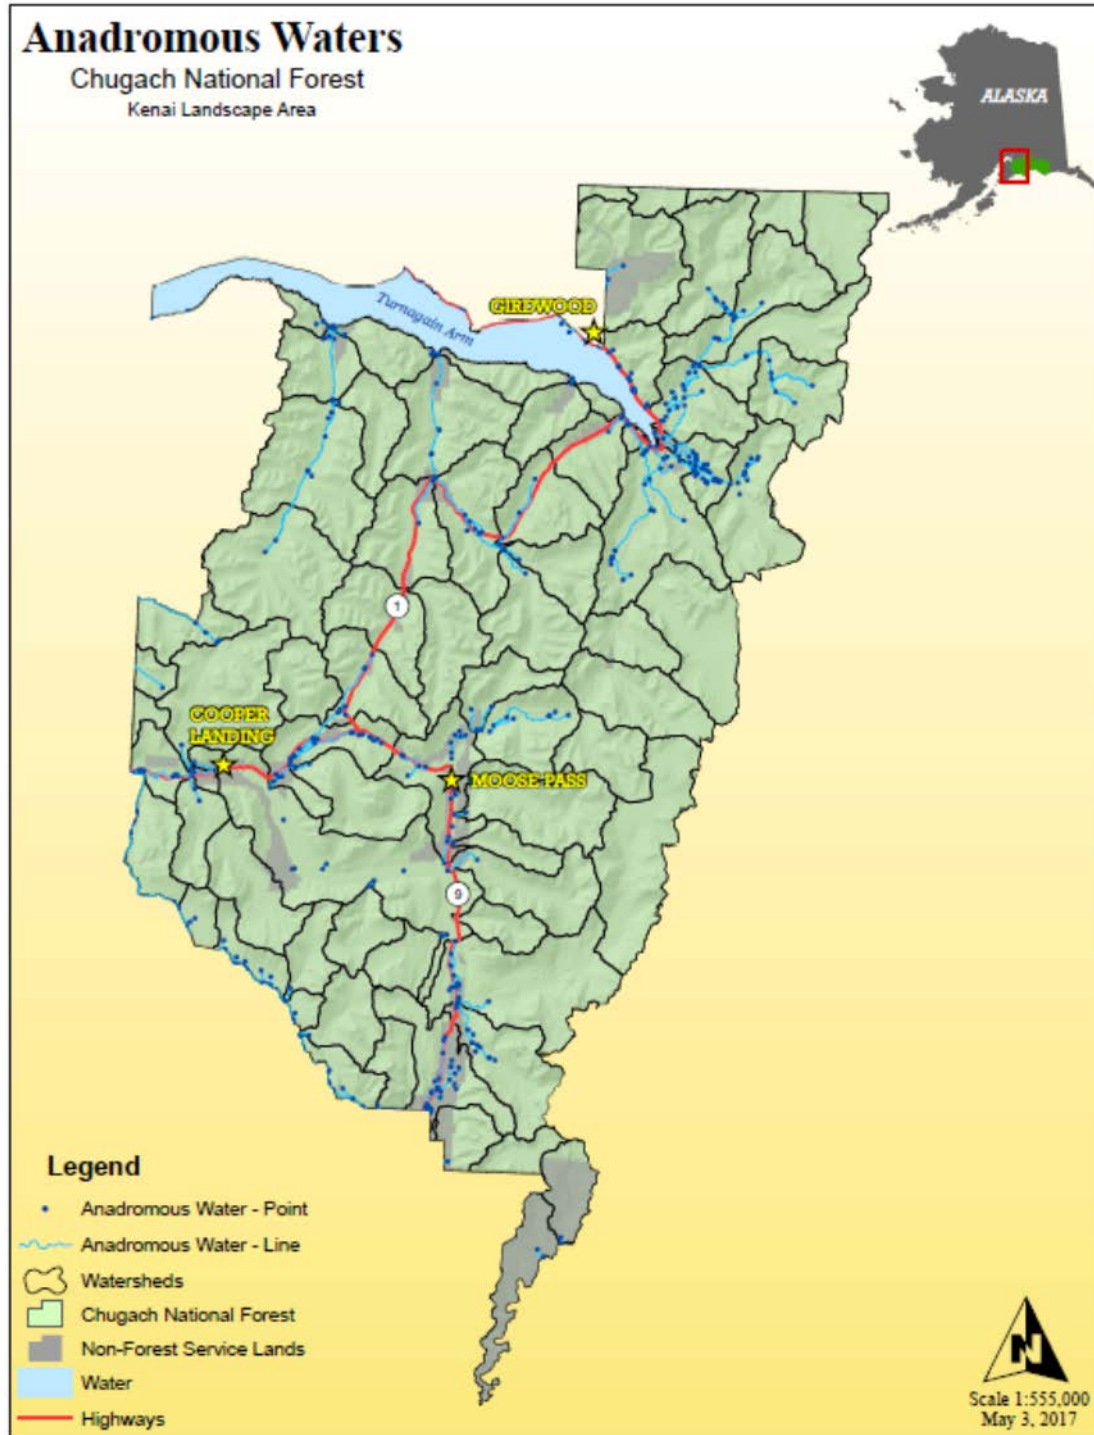 Anadromous Waters
Chugach National Forest
Kenai Landscape Area
ALASKA
GIRDWOOD
Turnagain Arm
1
COOPER
LANDING
MOOSE PASS
9
Legend
Anadromous Water - Point
Anadromous Water - Line
Watersheds
Chugach National Forest
Non-Forest Service Lands
Water
Highways
N
Scale 1:555,000
May 3, 2017